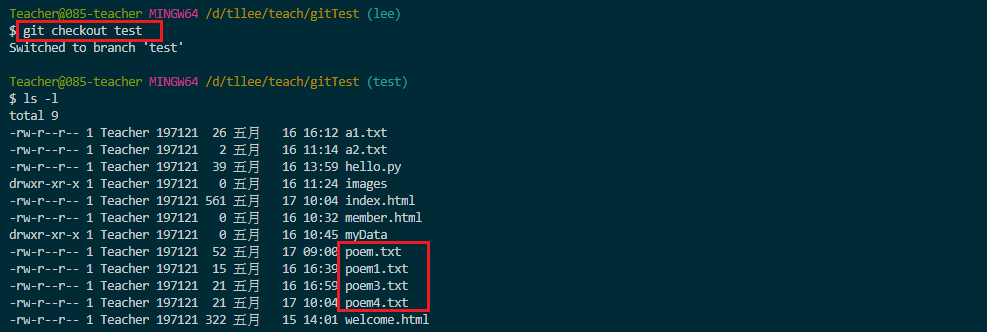 Teacher@085-teacher MINGW64 /d/tllee/teach/gitTest (lee)
$ git checkout test
Switched to branch 'test'
Teacher@085-teacher MINGW64 /d/tllee/teach/gitTest (test)
$ ls -l
total 9
-rw-r--r-- 1 Teacher 197121  26 五月   16 16:12 a1.txt
-rw-r--r-- 1 Teacher 197121   2 五月   16 11:14 a2.txt
-rw-r--r-- 1 Teacher 197121  39 五月   16 13:59 hello.py
drwxr-xr-x 1 Teacher 197121   0 五月   16 11:24 images
-rw-r--r-- 1 Teacher 197121 561 五月   17 10:04 index.html
-rw-r--r-- 1 Teacher 197121   0 五月   16 10:32 member.html
drwxr-xr-x 1 Teacher 197121   0 五月   16 10:45 myData
-rw-r--r-- 1 Teacher 197121  52 五月   17 09:00 poem.txt
-rw-r--r-- 1 Teacher 197121  15 五月   16 16:39 poem1.txt
-rw-r--r-- 1 Teacher 197121  21 五月   16 16:59 poem3.txt
-rw-r--r-- 1 Teacher 197121  21 五月   17 10:04 poem4.txt
-rw-r--r-- 1 Teacher 197121 322 五月   15 14:01 welcome.html